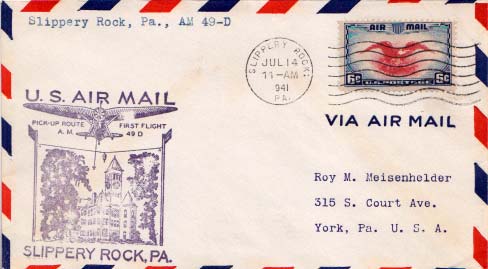 Slippery Rock, Pa., AM 49-D
SLIPPERY ROCK,
JUL 14
11-AM
1941
PA.
AIR MAIL
6c 6c
U.S. POSTAGE
U.S. AIR MAIL
PICK-UP ROUTE FIRST FLIGHT
A.M. 49 D
SLIPPERY ROCK, PA.
VIA AIR MAIL
Roy M. Meisenhelder
315 S. Court Ave.
York, Pa. U. S. A.